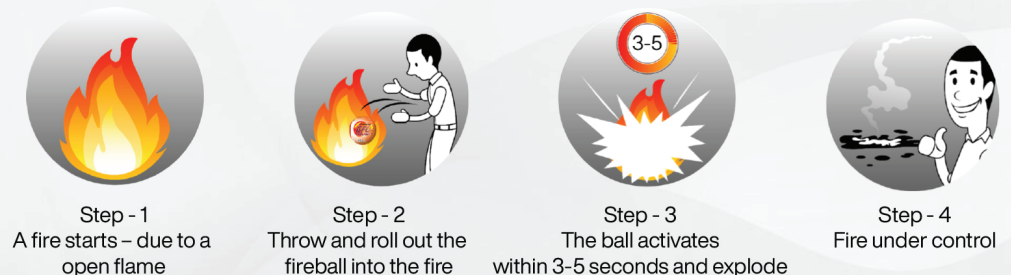 3-5
Step - 1
A fire starts – due to a
open flame
Step - 2
Throw and roll out the
fireball into the fire
Step - 3
The ball activates
within 3-5 seconds and explode
Step - 4
Fire under control